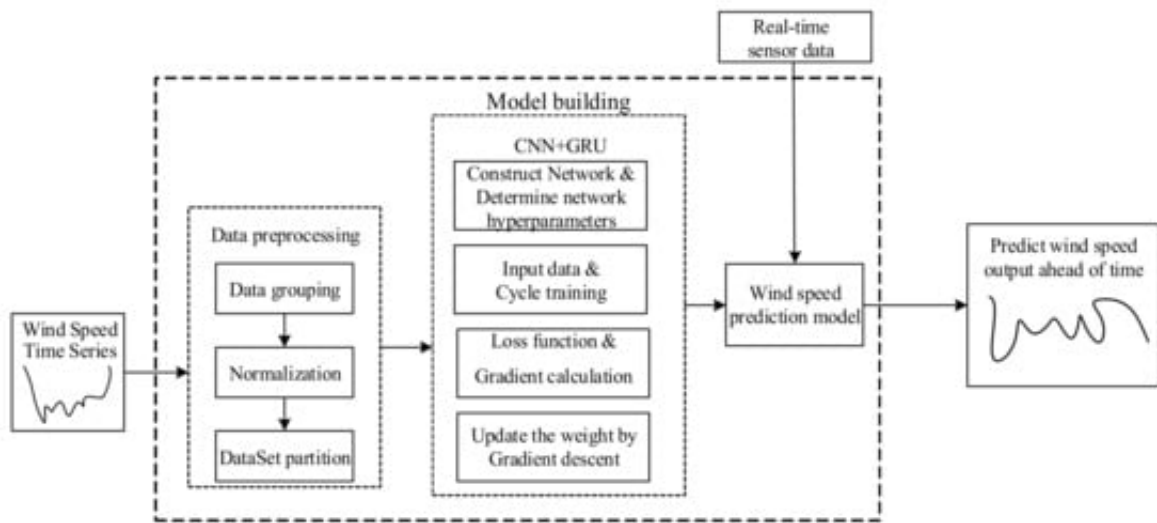 Real-time
sensor data
Model building
CNN+GRU
Construct Network &
Determine network
hyperparameters
Data preprocessing
Data grouping
Normalization
DataSet partition
Input data &
Cycle training
Loss function &
Gradient calculation
Update the weight by
Gradient descent
Wind Speed
Time Series
Wind speed
prediction model
Predict wind speed
output ahead of time